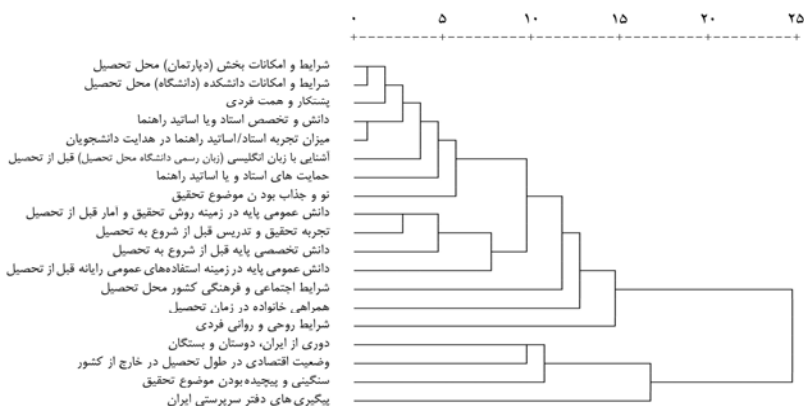 ۰ ۵ ۱۰ ۱۵ ۲۰ ۲۵
شرایط و امکانات بخش (دپارتمان) محل تحصیل
شرایط و امکانات دانشکده (دانشگاه) محل تحصیل
پشتکار و همت فردی
دانش و تخصص استاد ویا اساتید راهنما
میزان تجربه استاد/اساتید راهنما در هدایت دانشجویان
آشنایی با زبان انگلیسی (زبان رسمی دانشگاه محل تحصیل) قبل از تحصیل
حمایت های استاد و یا اساتید راهنما
نو و جذاب بود ن موضوع تحقیق
دانش عمومی پایه در زمینه روش تحقیق و آمار قبل از تحصیل
تجربه تحقیق و تدریس قبل از شروع به تحصیل
دانش تخصصی پایه قبل از شروع به تحصیل
دانش عمومی پایه در زمینه استفاده‌های عمومی رایانه قبل از تحصیل
شرایط اجتماعی و فرهنگی کشور محل تحصیل
همراهی خانواده در زمان تحصیل
شرایط روحی و روانی فردی
دوری از ایران، دوستان و بستگان
وضعیت اقتصادی در طول تحصیل در خارج از کشور
سنگینی و پیچیده‌بودن موضوع تحقیق
پیگیری های دفتر سرپرستی ایران